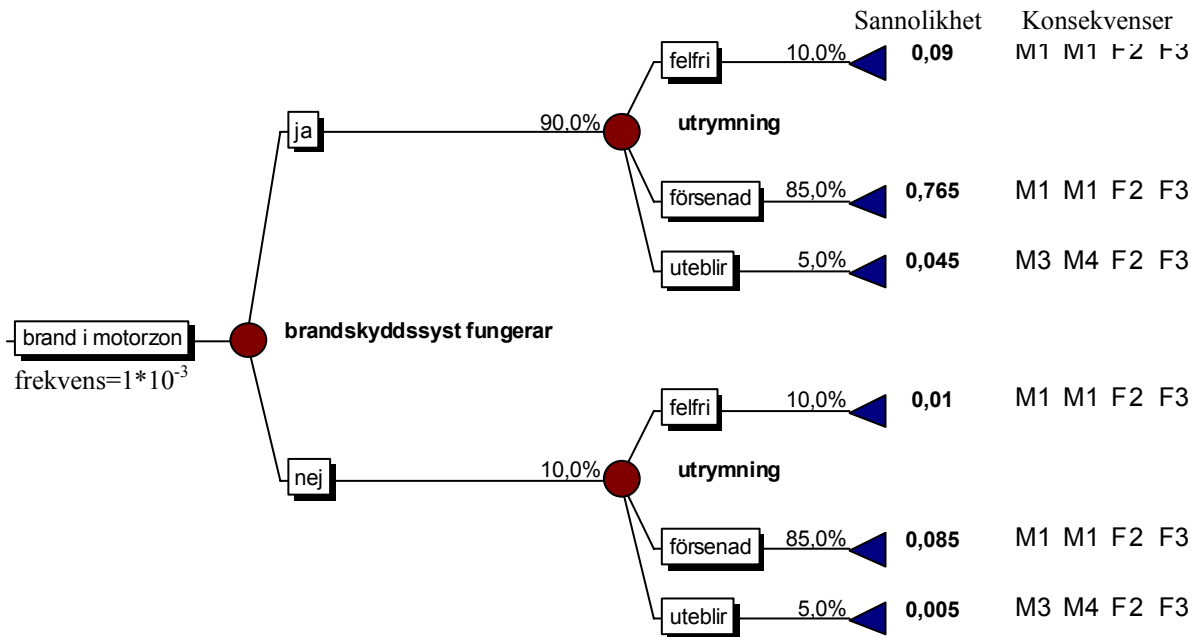 Sannolikhet Konsekvenser
felfri 10,0% 0,09 M1 M1 F2 F3
ja 90,0% utrymning
försenad 85,0% 0,765 M1 M1 F2 F3
uteblir 5,0% 0,045 M3 M4 F2 F3
brand i motorzon brandskyddssyst fungerar
frekvens=1*10-3
felfri 10,0% 0,01 M1 M1 F2 F3
nej 10,0% utrymning
försenad 85,0% 0,085 M1 M1 F2 F3
uteblir 5,0% 0,005 M3 M4 F2 F3